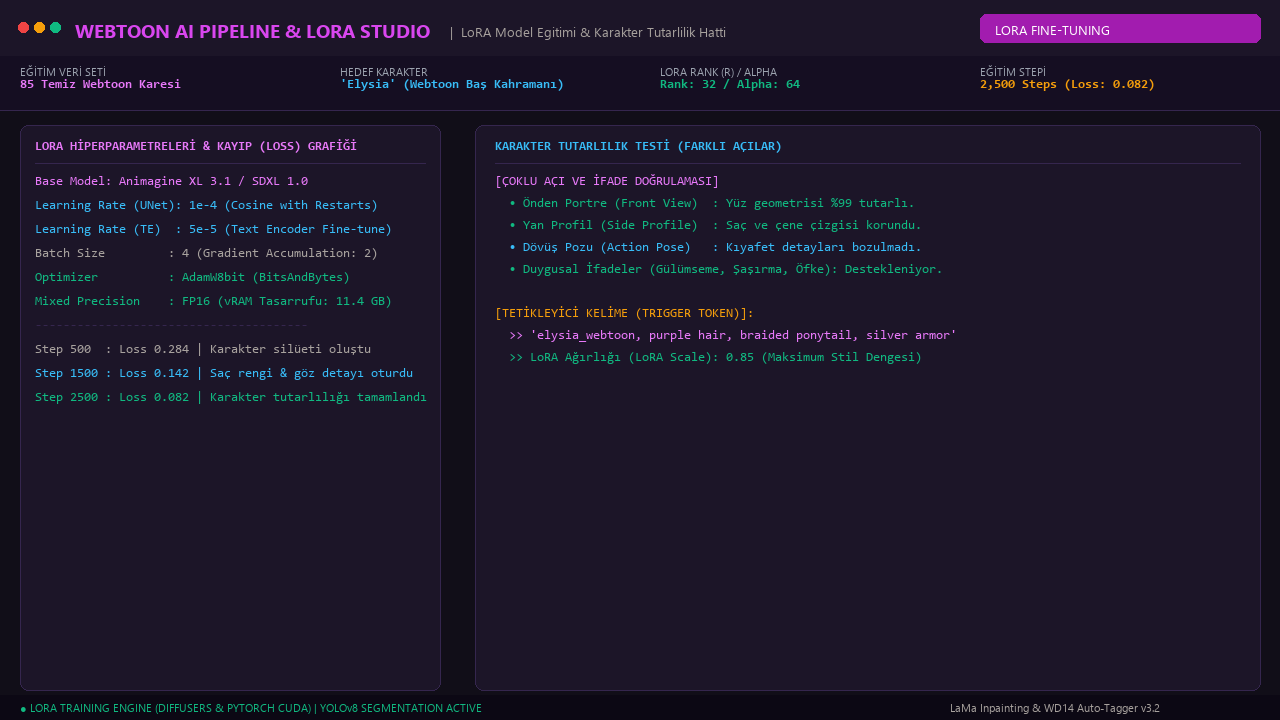 WEBTOON AI PIPELINE & LORA STUDIO | LoRA Model Egitimi & Karakter Tutarlilik Hatti
LORA FINE-TUNING
EĞİTİM VERİ SETİ
85 Temiz Webtoon Karesi
HEDEF KARAKTER
'Elysia' (Webtoon Baş Kahramanı)
LORA RANK (R) / ALPHA
Rank: 32 / Alpha: 64
EĞİTİM STEPİ
2,500 Steps (Loss: 0.082)
LORA HİPERPARAMETRELERİ & KAYIP (LOSS) GRAFİĞİ
Base Model: Animagine XL 3.1 / SDXL 1.0
Learning Rate (UNet): 1e-4 (Cosine with Restarts)
Learning Rate (TE) : 5e-5 (Text Encoder Fine-tune)
Batch Size : 4 (Gradient Accumulation: 2)
Optimizer : AdamW8bit (BitsAndBytes)
Mixed Precision : FP16 (vRAM Tasarrufu: 11.4 GB)
---------------------------------------
Step 500 : Loss 0.284 | Karakter silüeti oluştu
Step 1500 : Loss 0.142 | Saç rengi & göz detayı oturdu
Step 2500 : Loss 0.082 | Karakter tutarlılığı tamamlandı
KARAKTER TUTARLILIK TESTİ (FARKLI AÇILAR)
[ÇOKLU AÇI VE İFADE DOĞRULAMASI]
• Önden Portre (Front View) : Yüz geometrisi %99 tutarlı.
• Yan Profil (Side Profile) : Saç ve çene çizgisi korundu.
• Dövüş Pozu (Action Pose) : Kıyafet detayları bozulmadı.
• Duygusal İfadeler (Gülümseme, Şaşırma, Öfke): Destekleniyor.
[TETİKLEYİCİ KELİME (TRIGGER TOKEN)]:
>> 'elysia_webtoon, purple hair, braided ponytail, silver armor'
>> LoRA Ağırlığı (LoRA Scale): 0.85 (Maksimum Stil Dengesi)
● LORA TRAINING ENGINE (DIFFUSERS & PYTORCH CUDA) | YOLOv8 SEGMENTATION ACTIVE
LaMa Inpainting & WD14 Auto-Tagger v3.2